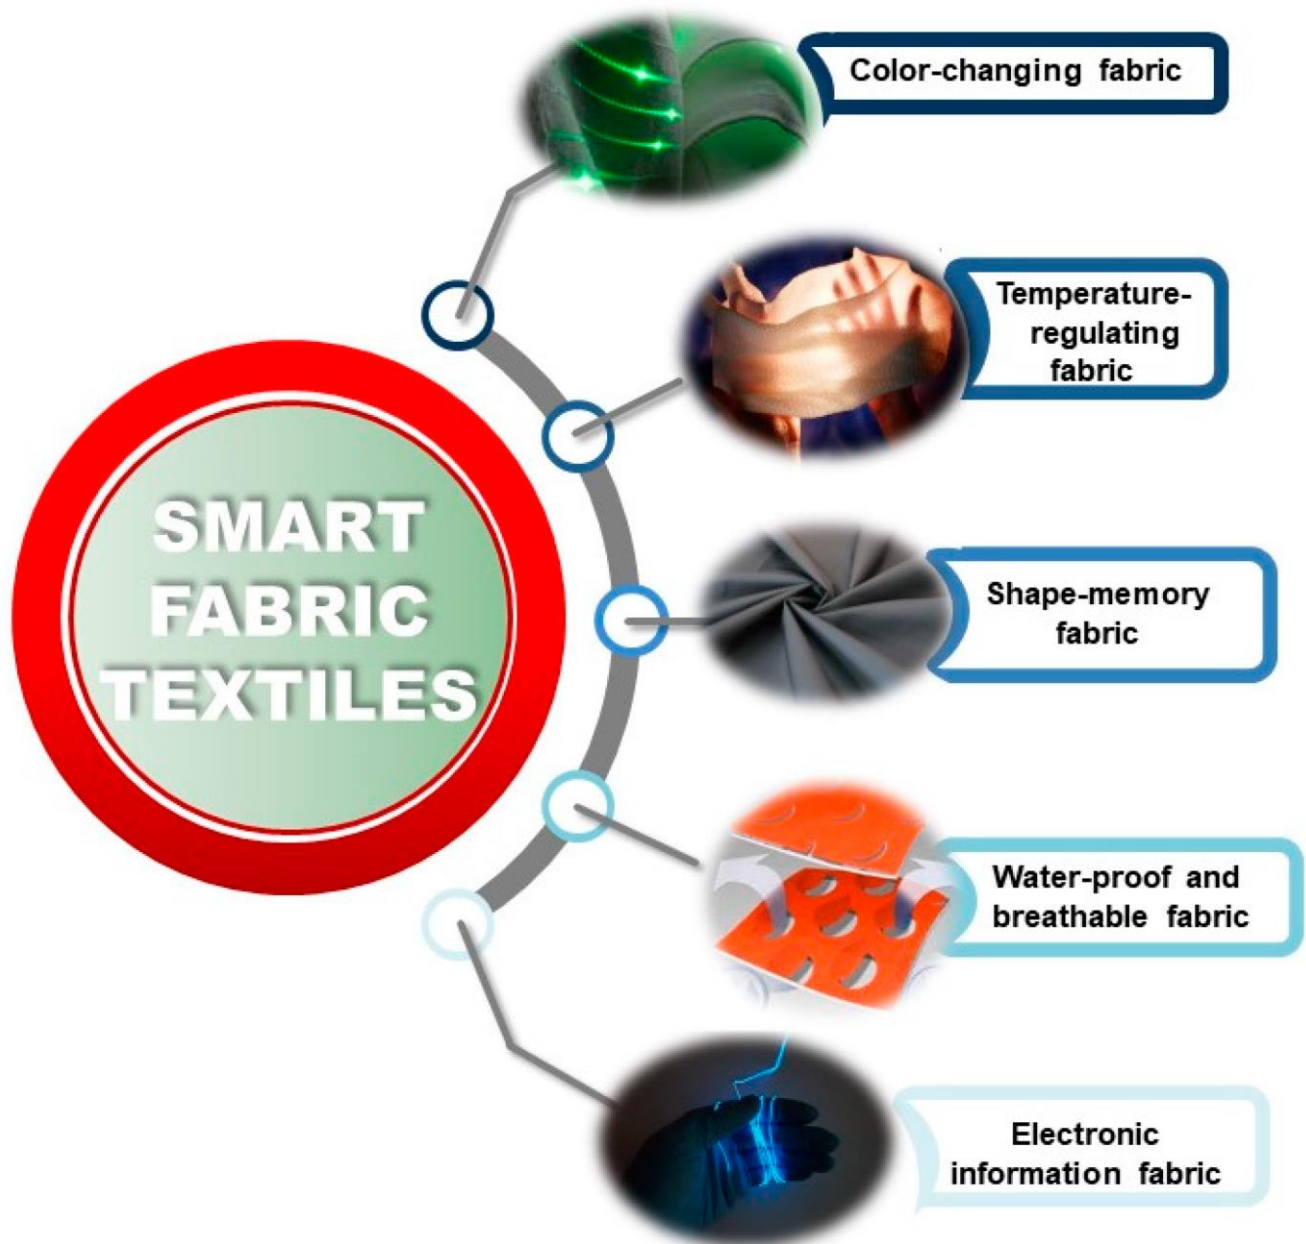 SMART
FABRIC
TEXTILES
Color-changing fabric
Temperature-
regulating
fabric
Shape-memory
fabric
Water-proof and
breathable fabric
Electronic
information fabric